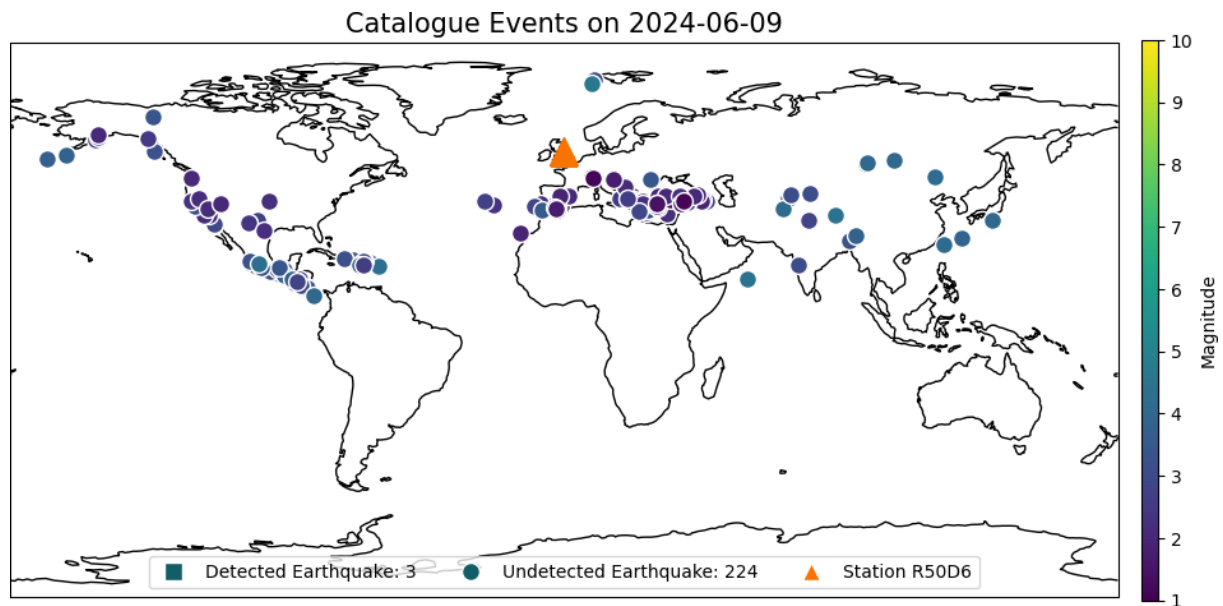 Catalogue Events on 2024-06-09
10
9
8
7
6
5
4
3
2
1
Magnitude
Detected Earthquake: 3
Undetected Earthquake: 224
Station R50D6